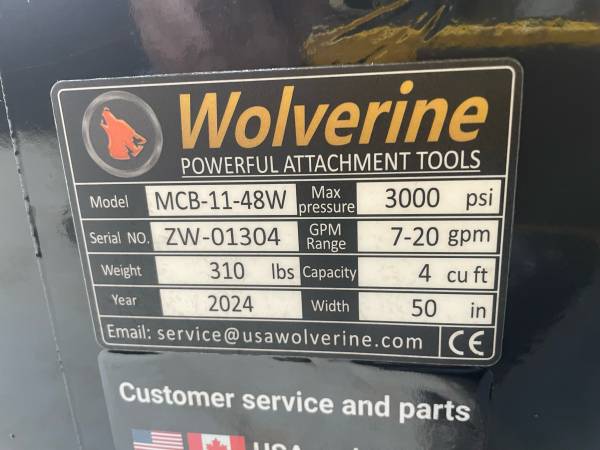 Wolverine
POWERFUL ATTACHMENT TOOLS
Model MCB-11-48W Max pressure 3000 psi
Serial NO. ZW-01304 GPM Range 7-20 gpm
Weight 310 lbs Capacity 4 cu ft
Year 2024 Width 50 in
Email: service@usawolverine.com CE
Customer service and parts